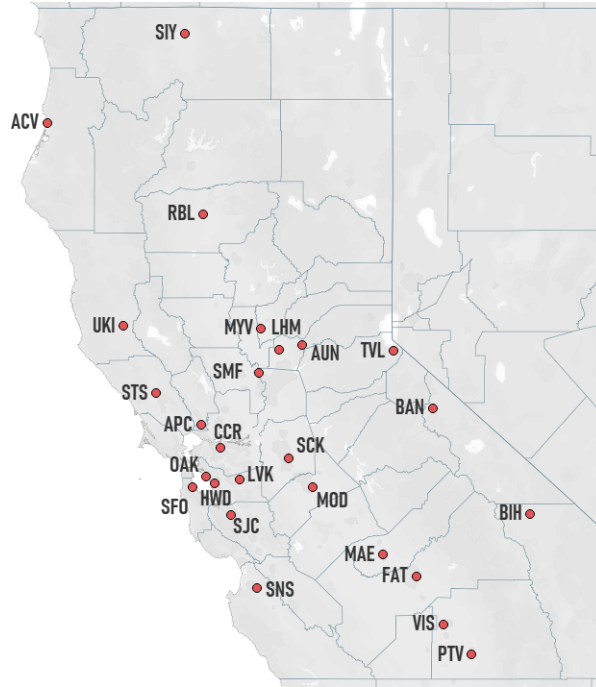 SIY
ACV
RBL
UKI
MYV
LHM
AUN
TVL
SMF
STS
BAN
APC
CCR
SCK
OAK
LVK
HWD
MOD
SFO
SJC
BIH
MAE
FAT
SNS
VIS
PTV